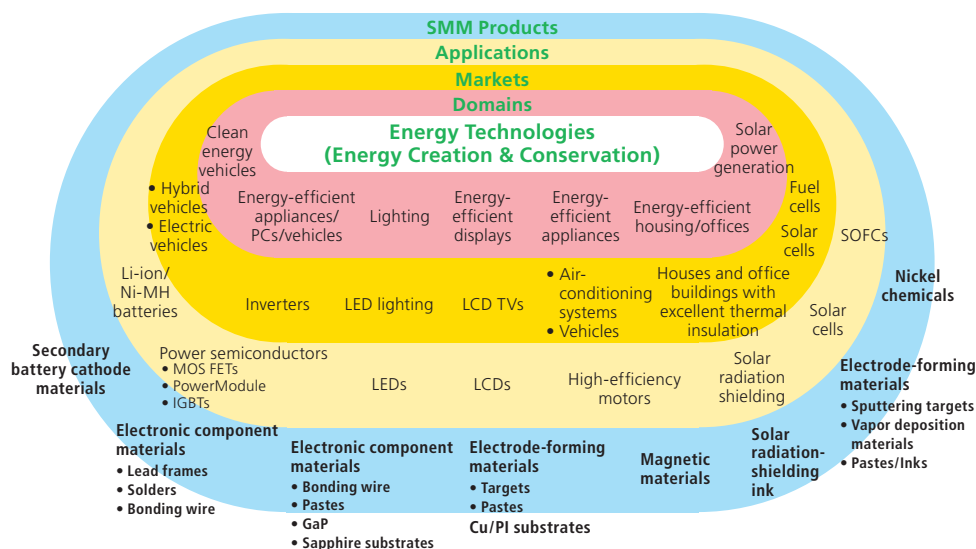 SMM Products
Applications
Markets
Domains
Energy Technologies
(Energy Creation & Conservation)
Clean
energy
vehicles
Energy-efficient
appliances/
PCs/vehicles
Lighting
Energy-
efficient
displays
Energy-
efficient
appliances
Energy-efficient
housing/offices
Solar
power
generation
• Hybrid
vehicles
• Electric
vehicles
Inverters
LED lighting
LCD TVs
• Air-
conditioning
systems
• Vehicles
Houses and office
buildings with
excellent thermal
insulation
Fuel
cells
Solar
cells
Li-ion/
Ni-MH
batteries
Power semiconductors
• MOS FETs
• PowerModule
• IGBTs
LEDs
LCDs
High-efficiency
motors
Solar
radiation
shielding
Solar
cells
SOFCs
Secondary
battery cathode
materials
Electronic component
materials
• Lead frames
• Solders
• Bonding wire
Electronic component
materials
• Bonding wire
• Pastes
• GaP
• Sapphire substrates
Electrode-forming
materials
• Targets
• Pastes
Cu/PI substrates
Magnetic
materials
Solar
radiation-
shielding
ink
Electrode-forming
materials
• Sputtering targets
• Vapor deposition
materials
• Pastes/Inks
Nickel
chemicals